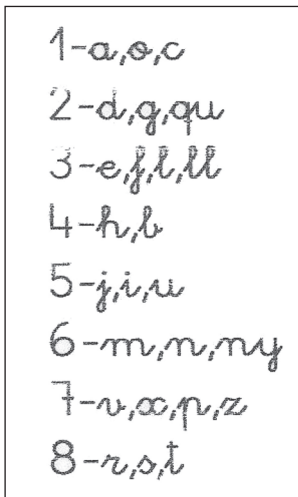 1-a,o,c
2-d,g,qu
3-e,f,l,ll
4-h,b
5-j,i,u
6-m,n,ny
7-v,x,p,z
8-r,s,t